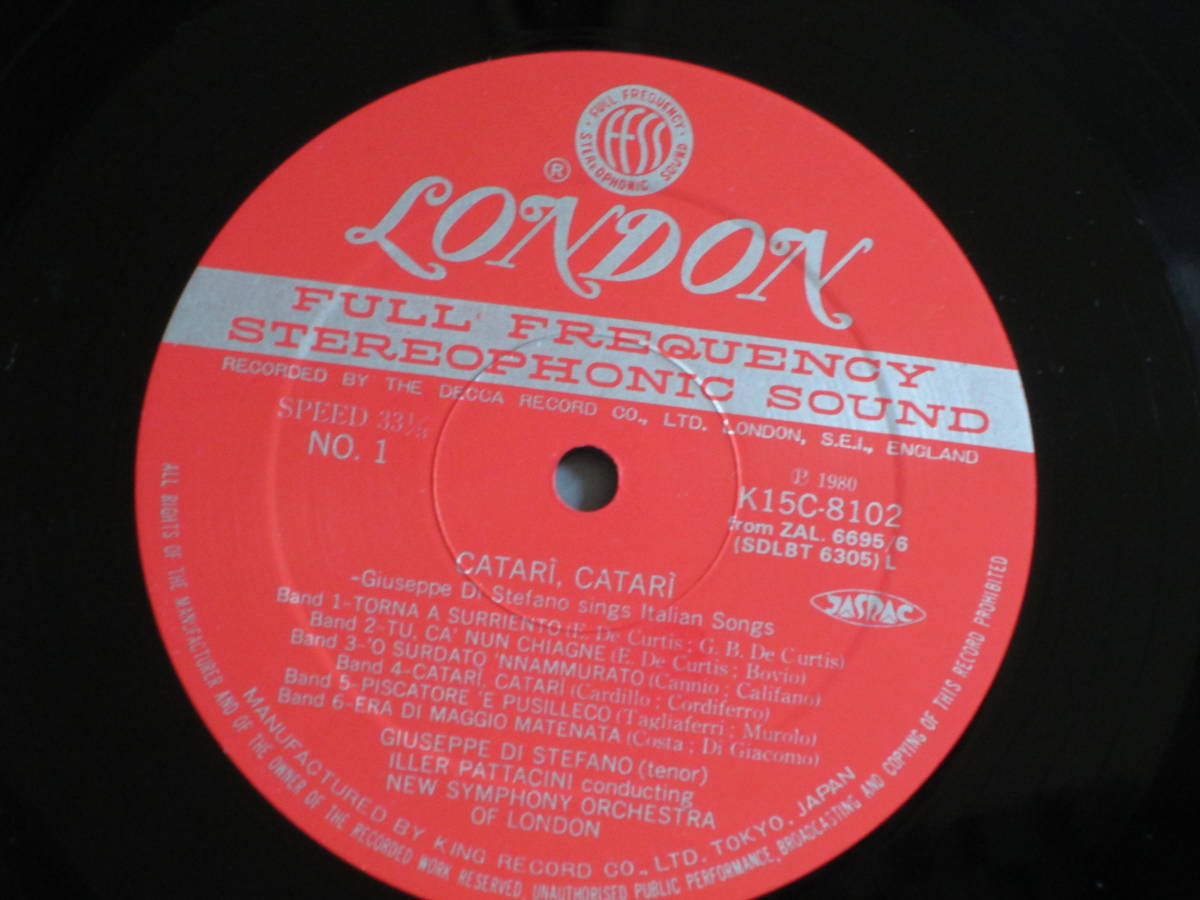 · FULL FREQUENCY ·
STEREOPHONIC SOUND
FFSS
®
LONDON
FULL FREQUENCY
STEREOPHONIC SOUND
RECORDED BY THE DECCA RECORD CO., LTD. LONDON, S.E.I., ENGLAND
SPEED 33⅓
NO. 1
Ⓟ 1980
K15C-8102
from ZAL. 6695/6
(SDLBT 6305) L
JASRAC
CATARÌ, CATARÌ
-Giuseppe Di Stefano sings Italian Songs
Band 1-TORNA A SURRIENTO (E. De Curtis ; G. B. De Curtis)
Band 2-TU, CA' NUN CHIAGNE (E. De Curtis ; Bovio)
Band 3-'O SURDATO 'NNAMMURATO (Cannio ; Califano)
Band 4-CATARÌ, CATARÌ (Cardillo ; Cordiferro)
Band 5-PISCATORE 'E PUSILLECO (Tagliaferri ; Murolo)
Band 6-ERA DI MAGGIO MATENATA (Costa ; Di Giacomo)
GIUSEPPE DI STEFANO (tenor)
ILLER PATTACINI conducting
NEW SYMPHONY ORCHESTRA
OF LONDON
MANUFACTURED BY KING RECORD CO., LTD. TOKYO. JAPAN
ALL RIGHTS OF THE MANUFACTURER AND OF THE OWNER OF THE RECORDED WORK RESERVED, UNAUTHORISED PUBLIC PERFORMANCE, BROADCASTING AND COPYING OF THIS RECORD PROHIBITED